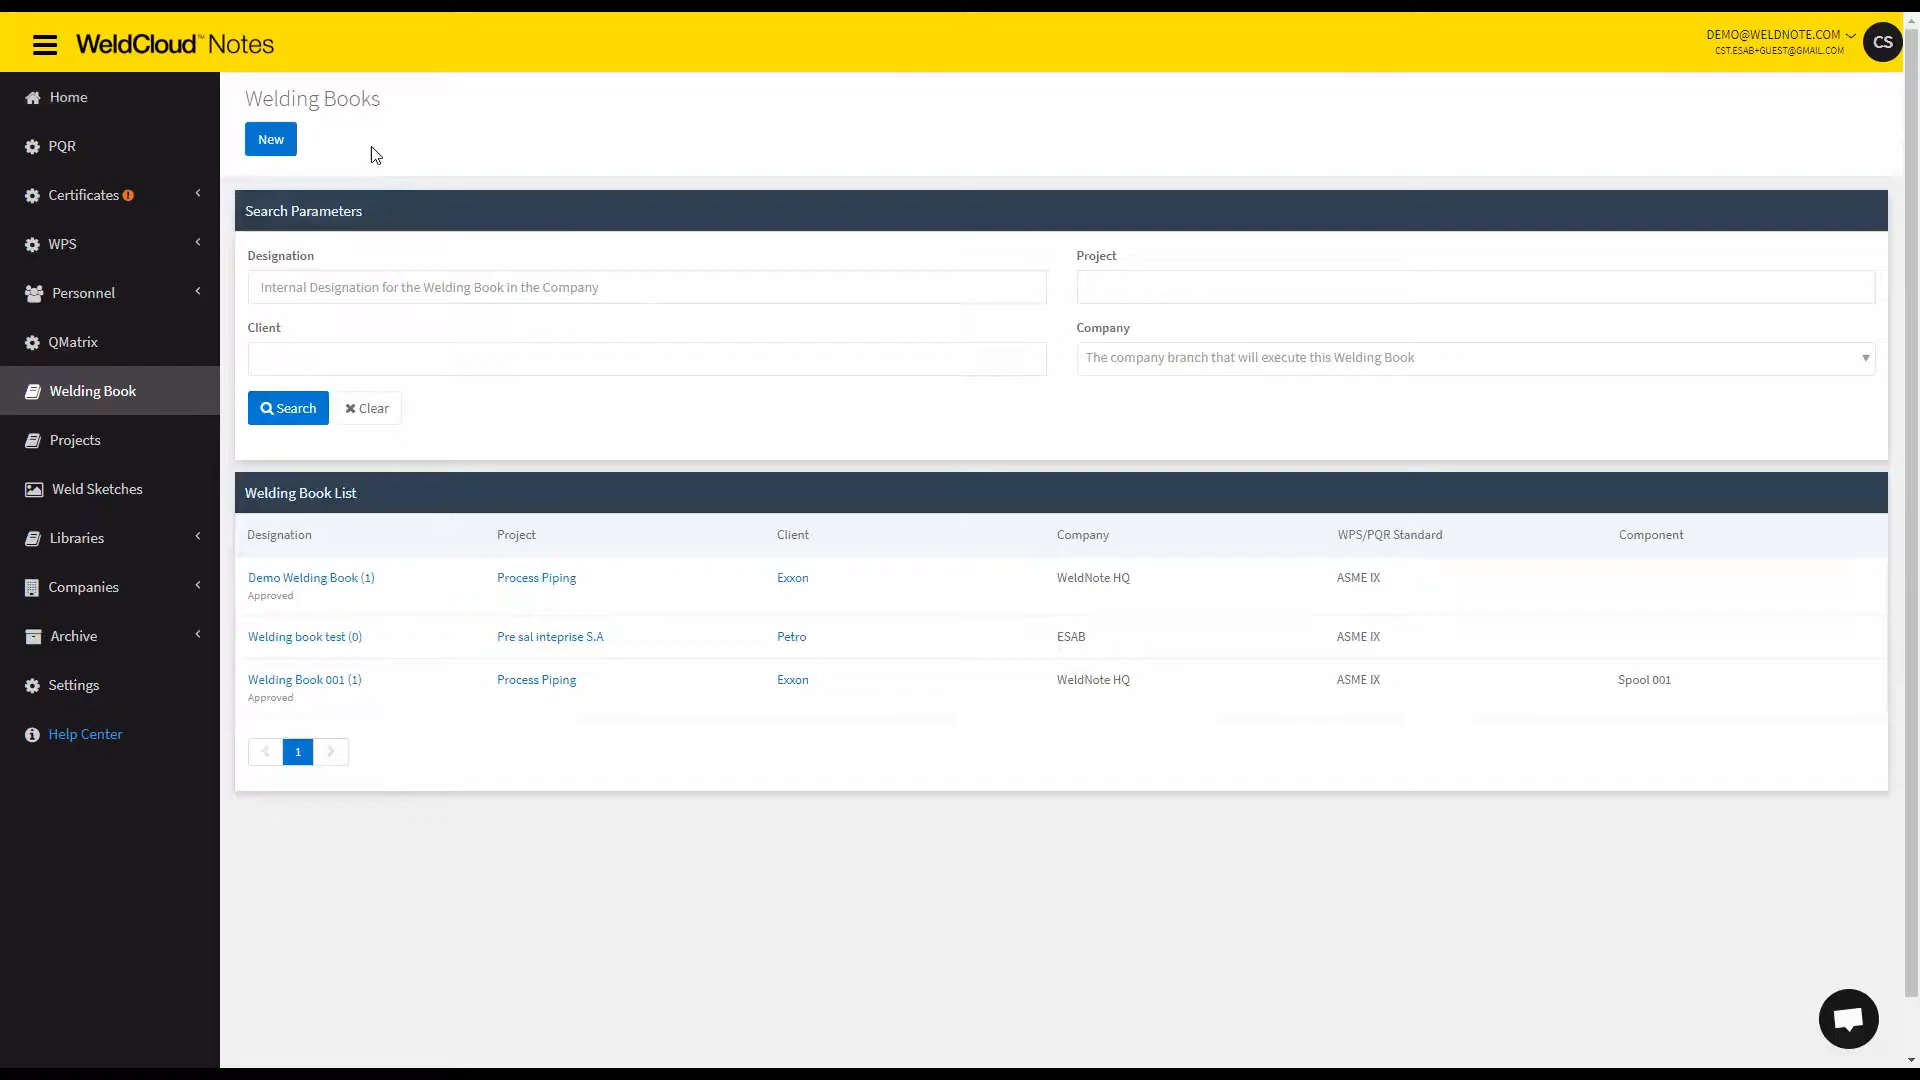 WeldCloud™ Notes
DEMO@WELDNOTE.COM
CST.ESAB+GUEST@GMAIL.COM
CS
Home
PQR
Certificates
WPS
Personnel
QMatrix
Welding Book
Projects
Weld Sketches
Libraries
Companies
Archive
Settings
Help Center
Welding Books
New
Search Parameters
Designation
Project
Internal Designation for the Welding Book in the Company
Client
Company
The company branch that will execute this Welding Book
Search
Clear
Welding Book List
Designation Project Client Company WPS/PQR Standard Component
Demo Welding Book (1) Process Piping Exxon WeldNote HQ ASME IX
Approved
Welding book test (0) Pre sal inteprise S.A Petro ESAB ASME IX
Welding Book 001 (1) Process Piping Exxon WeldNote HQ ASME IX Spool 001
Approved
1